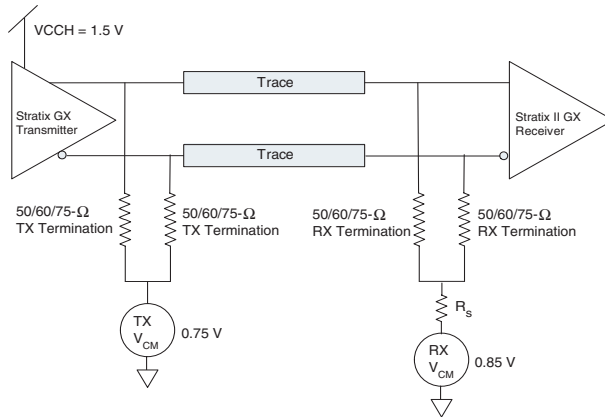 VCCH = 1.5 V
Stratix GX
Transmitter
Trace
Stratix II GX
Receiver
Trace
50/60/75-Ω
TX Termination
50/60/75-Ω
TX Termination
50/60/75-Ω
RX Termination
50/60/75-Ω
RX Termination
TX
VCM
0.75 V
Rs
RX
VCM
0.85 V